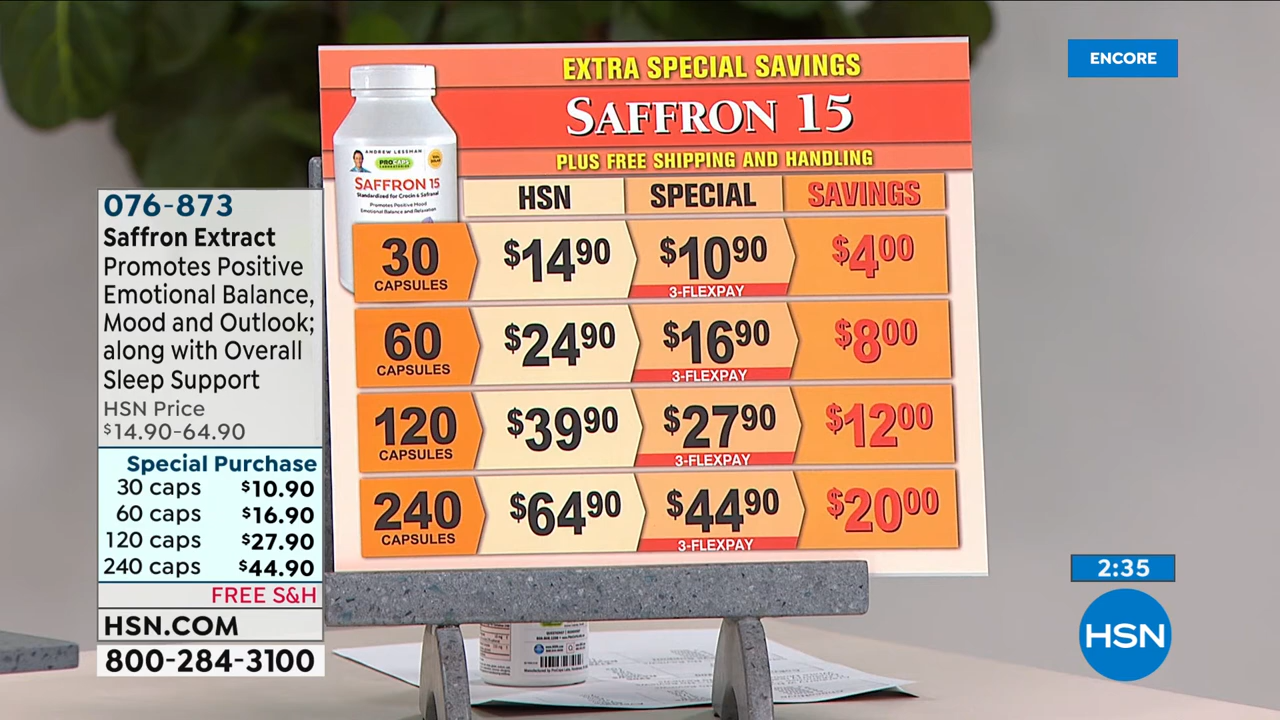 ENCORE
EXTRA SPECIAL SAVINGS
SAFFRON 15
PLUS FREE SHIPPING AND HANDLING
ANDREW LESSMAN
PROCAPS
LABORATORIES
SAFFRON 15
Standardized for Crocin & Safranal
Promotes Positive Mood
Emotional Balance and Relaxation
HSN SPECIAL SAVINGS
30 CAPSULES $14.90 $10.90 3-FLEXPAY $4.00
60 CAPSULES $24.90 $16.90 3-FLEXPAY $8.00
120 CAPSULES $39.90 $27.90 3-FLEXPAY $12.00
240 CAPSULES $64.90 $44.90 3-FLEXPAY $20.00
076-873
Saffron Extract
Promotes Positive
Emotional Balance,
Mood and Outlook;
along with Overall
Sleep Support
HSN Price
$14.90-64.90
Special Purchase
30 caps $10.90
60 caps $16.90
120 caps $27.90
240 caps $44.90
FREE S&H
HSN.COM
800-284-3100
2:35
HSN